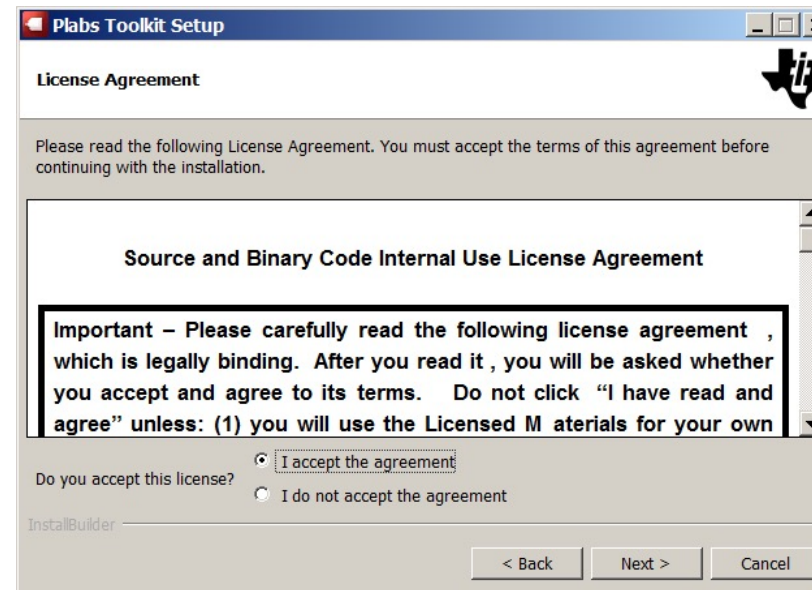 Plabs Toolkit Setup
License Agreement
Please read the following License Agreement. You must accept the terms of this agreement before
continuing with the installation.
Source and Binary Code Internal Use License Agreement
Important – Please carefully read the following license agreement ,
which is legally binding. After you read it , you will be asked whether
you accept and agree to its terms. Do not click “I have read and
agree” unless: (1) you will use the Licensed M aterials for your own
Do you accept this license?
I accept the agreement
I do not accept the agreement
InstallBuilder
< Back
Next >
Cancel